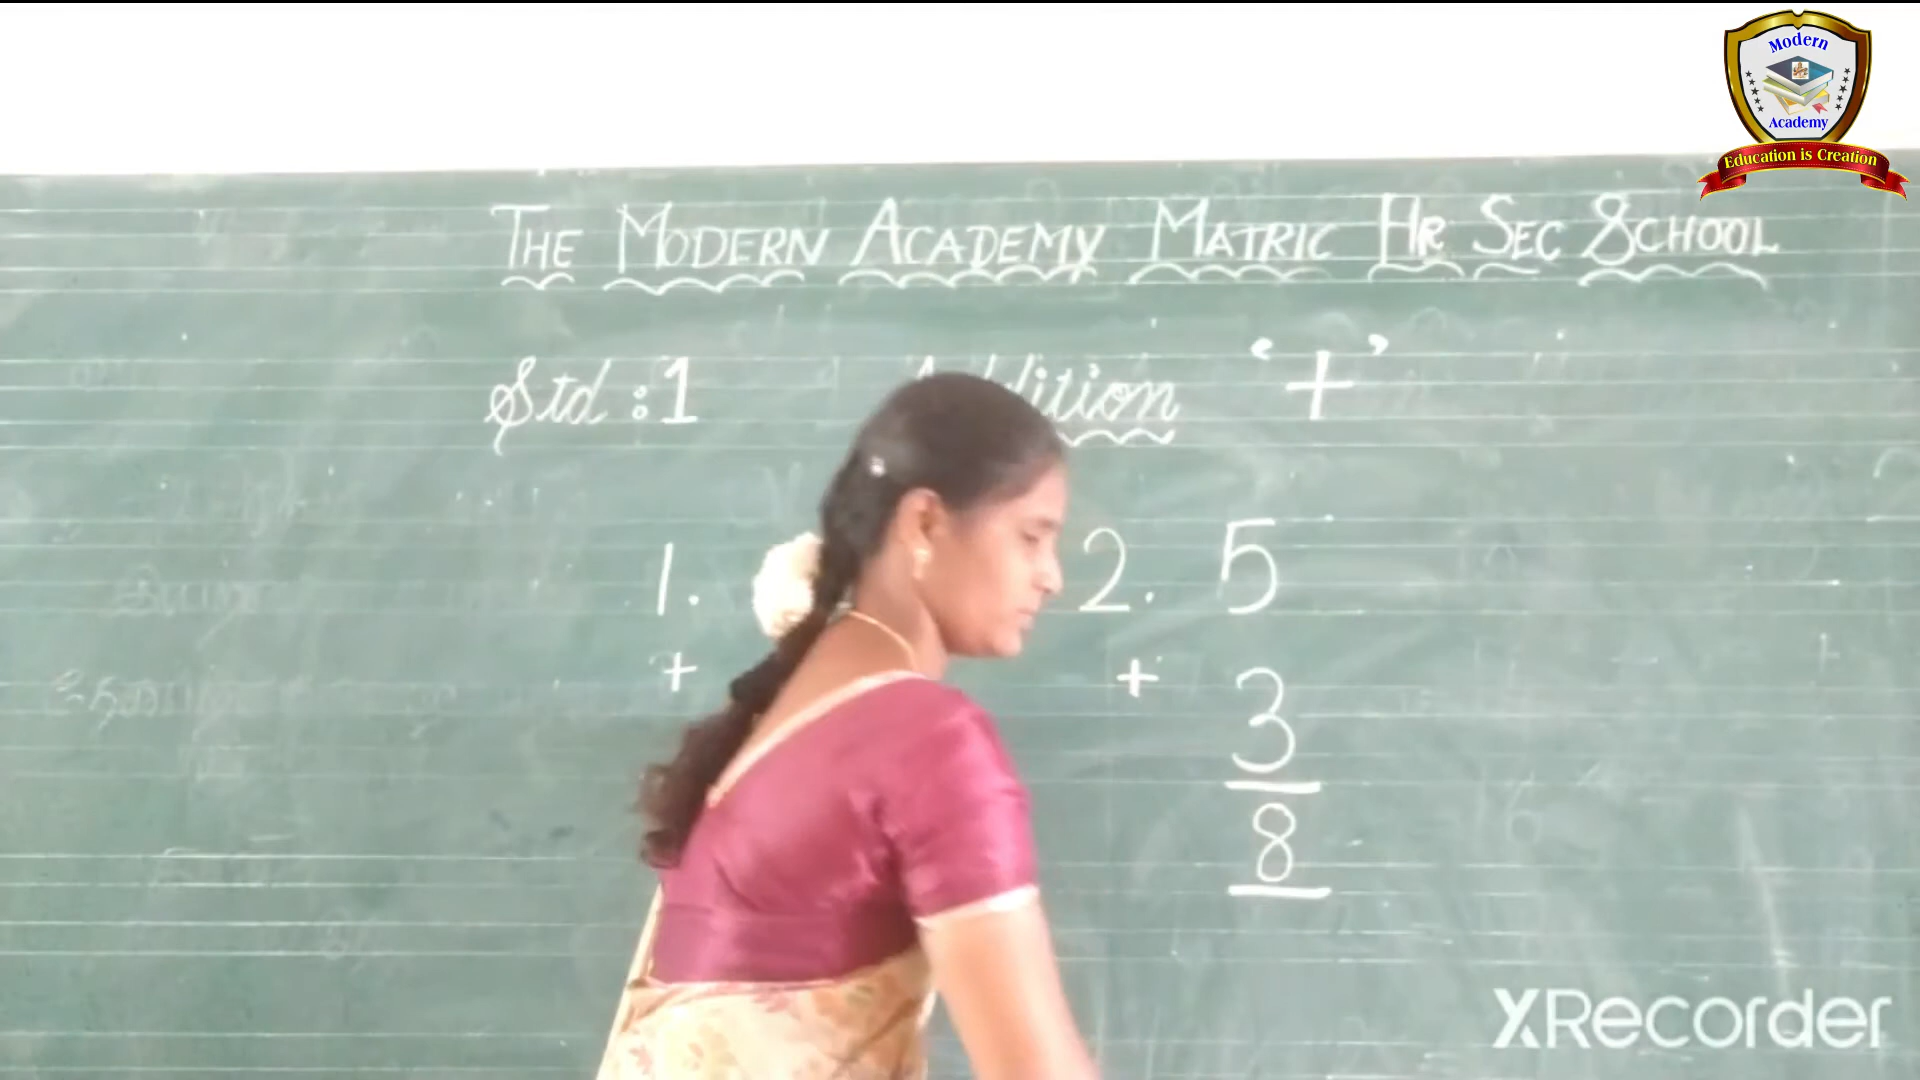 Modern
Academy
Education is Creation
THE MODERN ACADEMY MATRIC HR SEC SCHOOL
Std : 1 Addition ‘+’
1. 2. 5
+ + 3
8
XRecorder